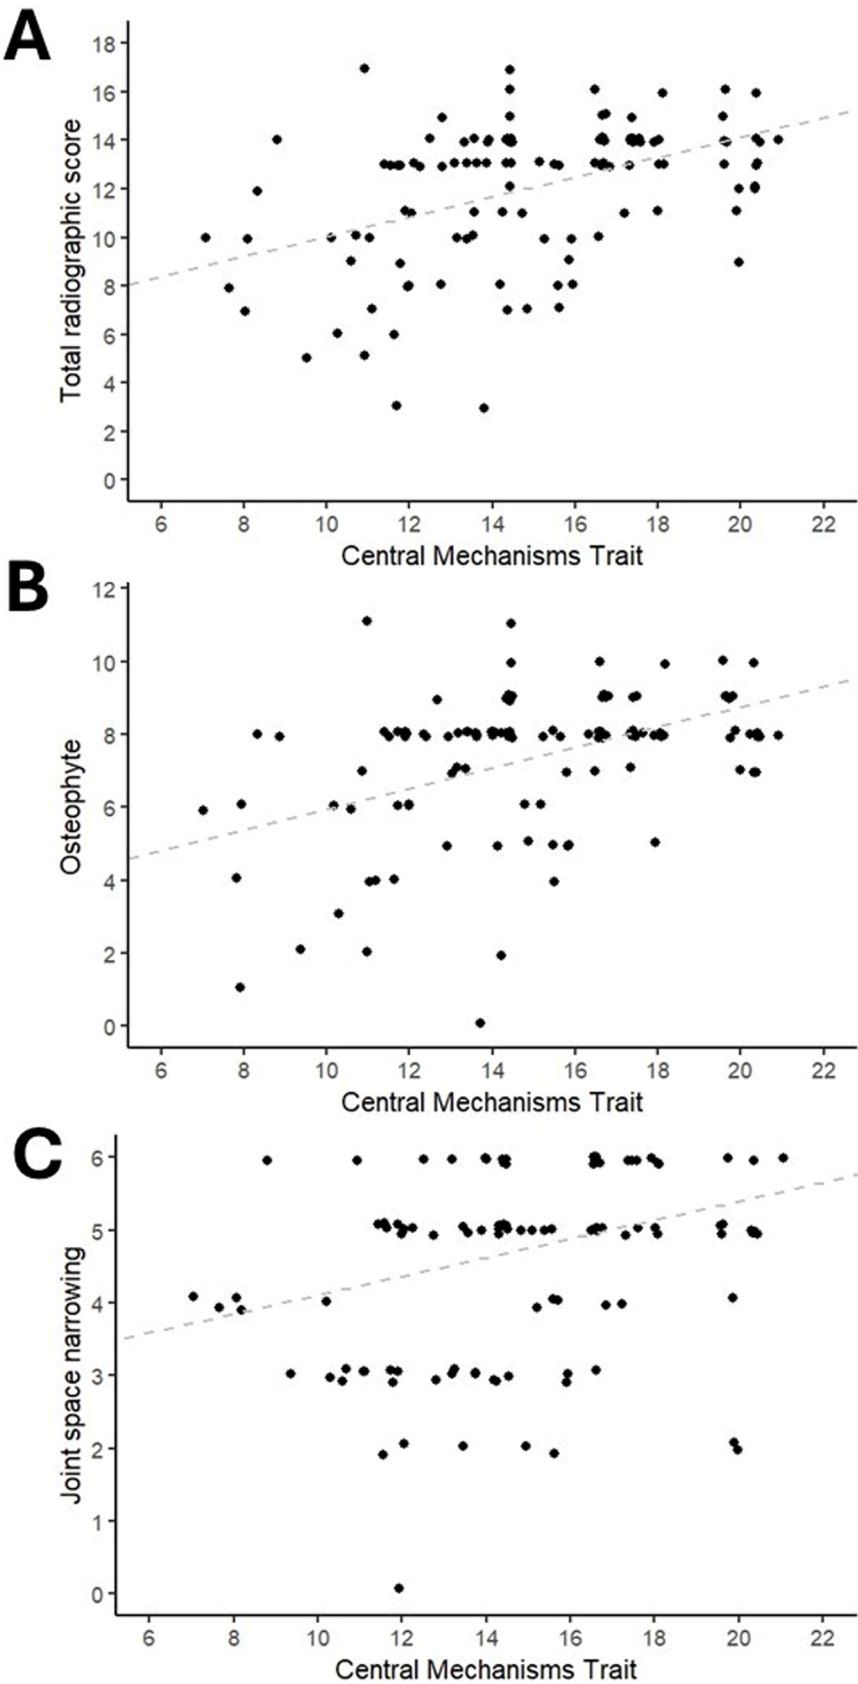 A
Total radiographic score
18
16
14
12
10
8
6
4
2
0
6 8 10 12 14 16 18 20 22
Central Mechanisms Trait
B
Osteophyte
12
10
8
6
4
2
0
6 8 10 12 14 16 18 20 22
Central Mechanisms Trait
C
Joint space narrowing
6
5
4
3
2
1
0
6 8 10 12 14 16 18 20 22
Central Mechanisms Trait